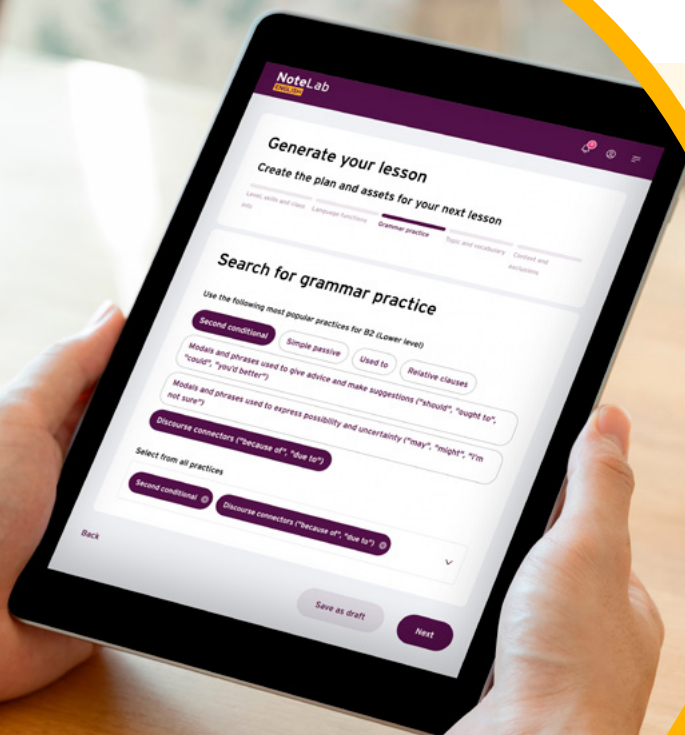 NoteLab
ENGLISH
Generate your lesson
Create the plan and assets for your next lesson
Level, skills and class
info
Language functions
Grammar practice
Topic and vocabulary
Context and
exclusions
Search for grammar practice
Use the following most popular practices for B2 (Lower level)
Second conditional
Simple passive
Used to
Relative clauses
Modals and phrases used to give advice and make suggestions ("should", "ought to",
"could", "you'd better")
Modals and phrases used to express possibility and uncertainty ("may", "might", "I'm
not sure")
Discourse connectors ("because of", "due to")
Select from all practices
Second conditional
Discourse connectors ("because of", "due to")
Back
Save as draft
Next